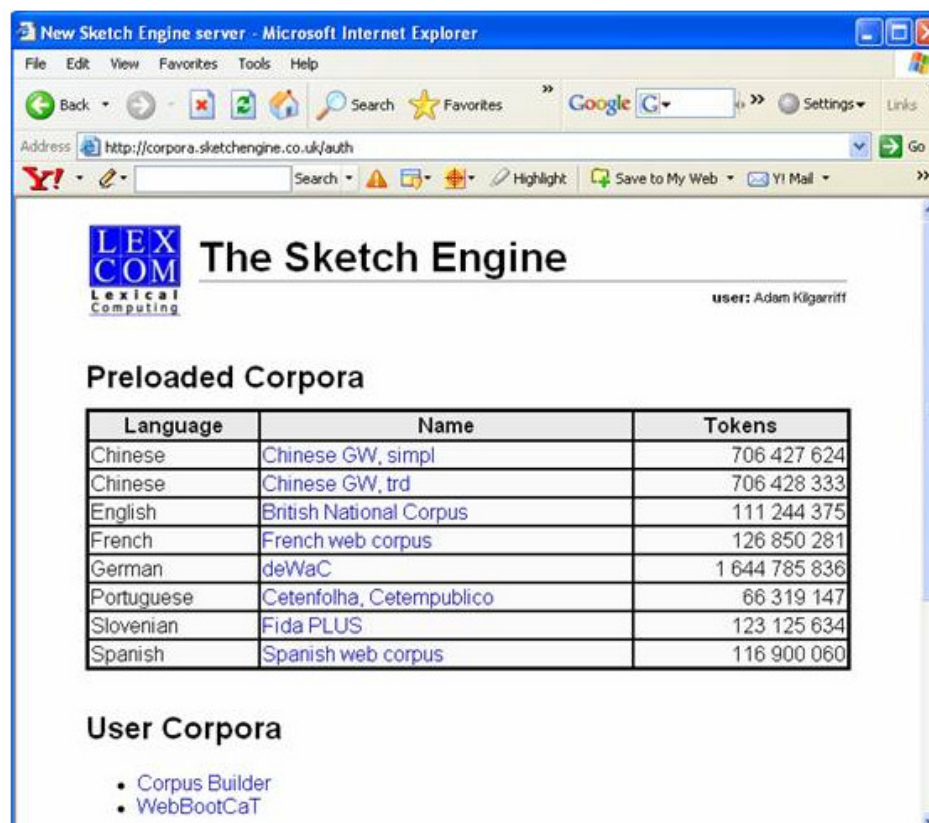 New Sketch Engine server - Microsoft Internet Explorer
File Edit View Favorites Tools Help
Back Search Favorites » Google G » Settings Links
Address http://corpora.sketchengine.co.uk/auth Go
Y! Search Highlight Save to My Web Y! Mail »
LEX
COM
Lexical
Computing
The Sketch Engine
user: Adam Kilgarriff
Preloaded Corpora
Language Name Tokens
Chinese Chinese GW, simpl 706 427 624
Chinese Chinese GW, trd 706 428 333
English British National Corpus 111 244 375
French French web corpus 126 850 281
German deWaC 1 644 785 836
Portuguese Cetenfolha, Cetempublico 66 319 147
Slovenian Fida PLUS 123 125 634
Spanish Spanish web corpus 116 900 060
User Corpora
• Corpus Builder
• WebBootCaT